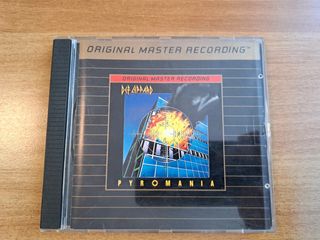 ORIGINAL MASTER RECORDING™
ORIGINAL MASTER RECORDING
DEF LEPPARD
PYROMANIA